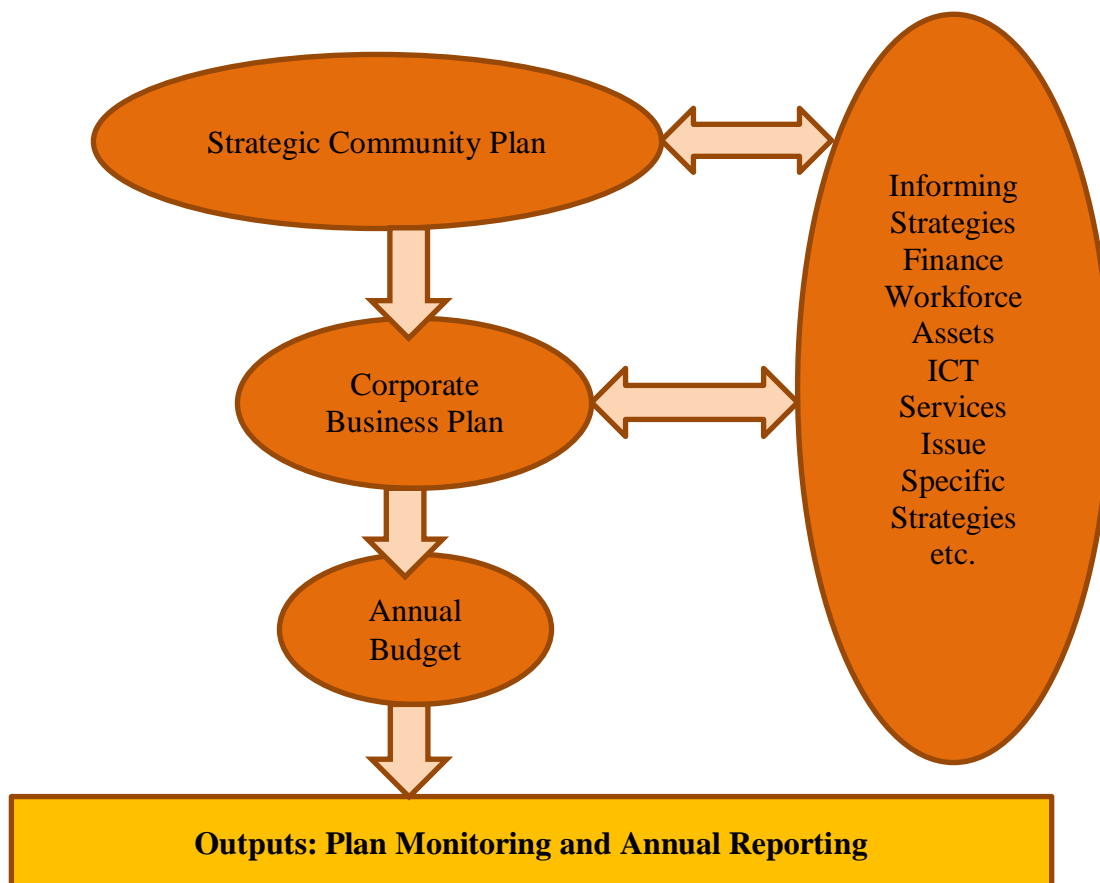 Strategic Community Plan
Informing
Strategies
Finance
Workforce
Assets
ICT
Services
Issue
Specific
Strategies
etc.
Corporate
Business Plan
Annual
Budget
Outputs: Plan Monitoring and Annual Reporting